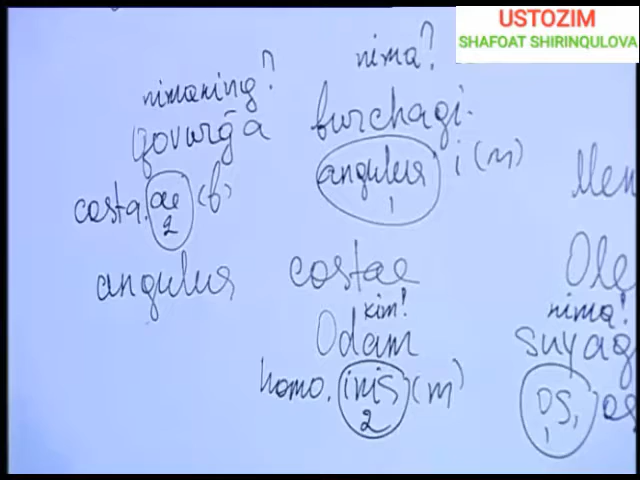 USTOZIM
SHAFOAT SHIRINQULOVA
nimaning? nima?
qovurg'a burchagi.
costa, ae (f) angulus i (m)
2 1
angulus costae
kim?
Odam
homo, inis (m)
2
nima?
suyag
os,
1